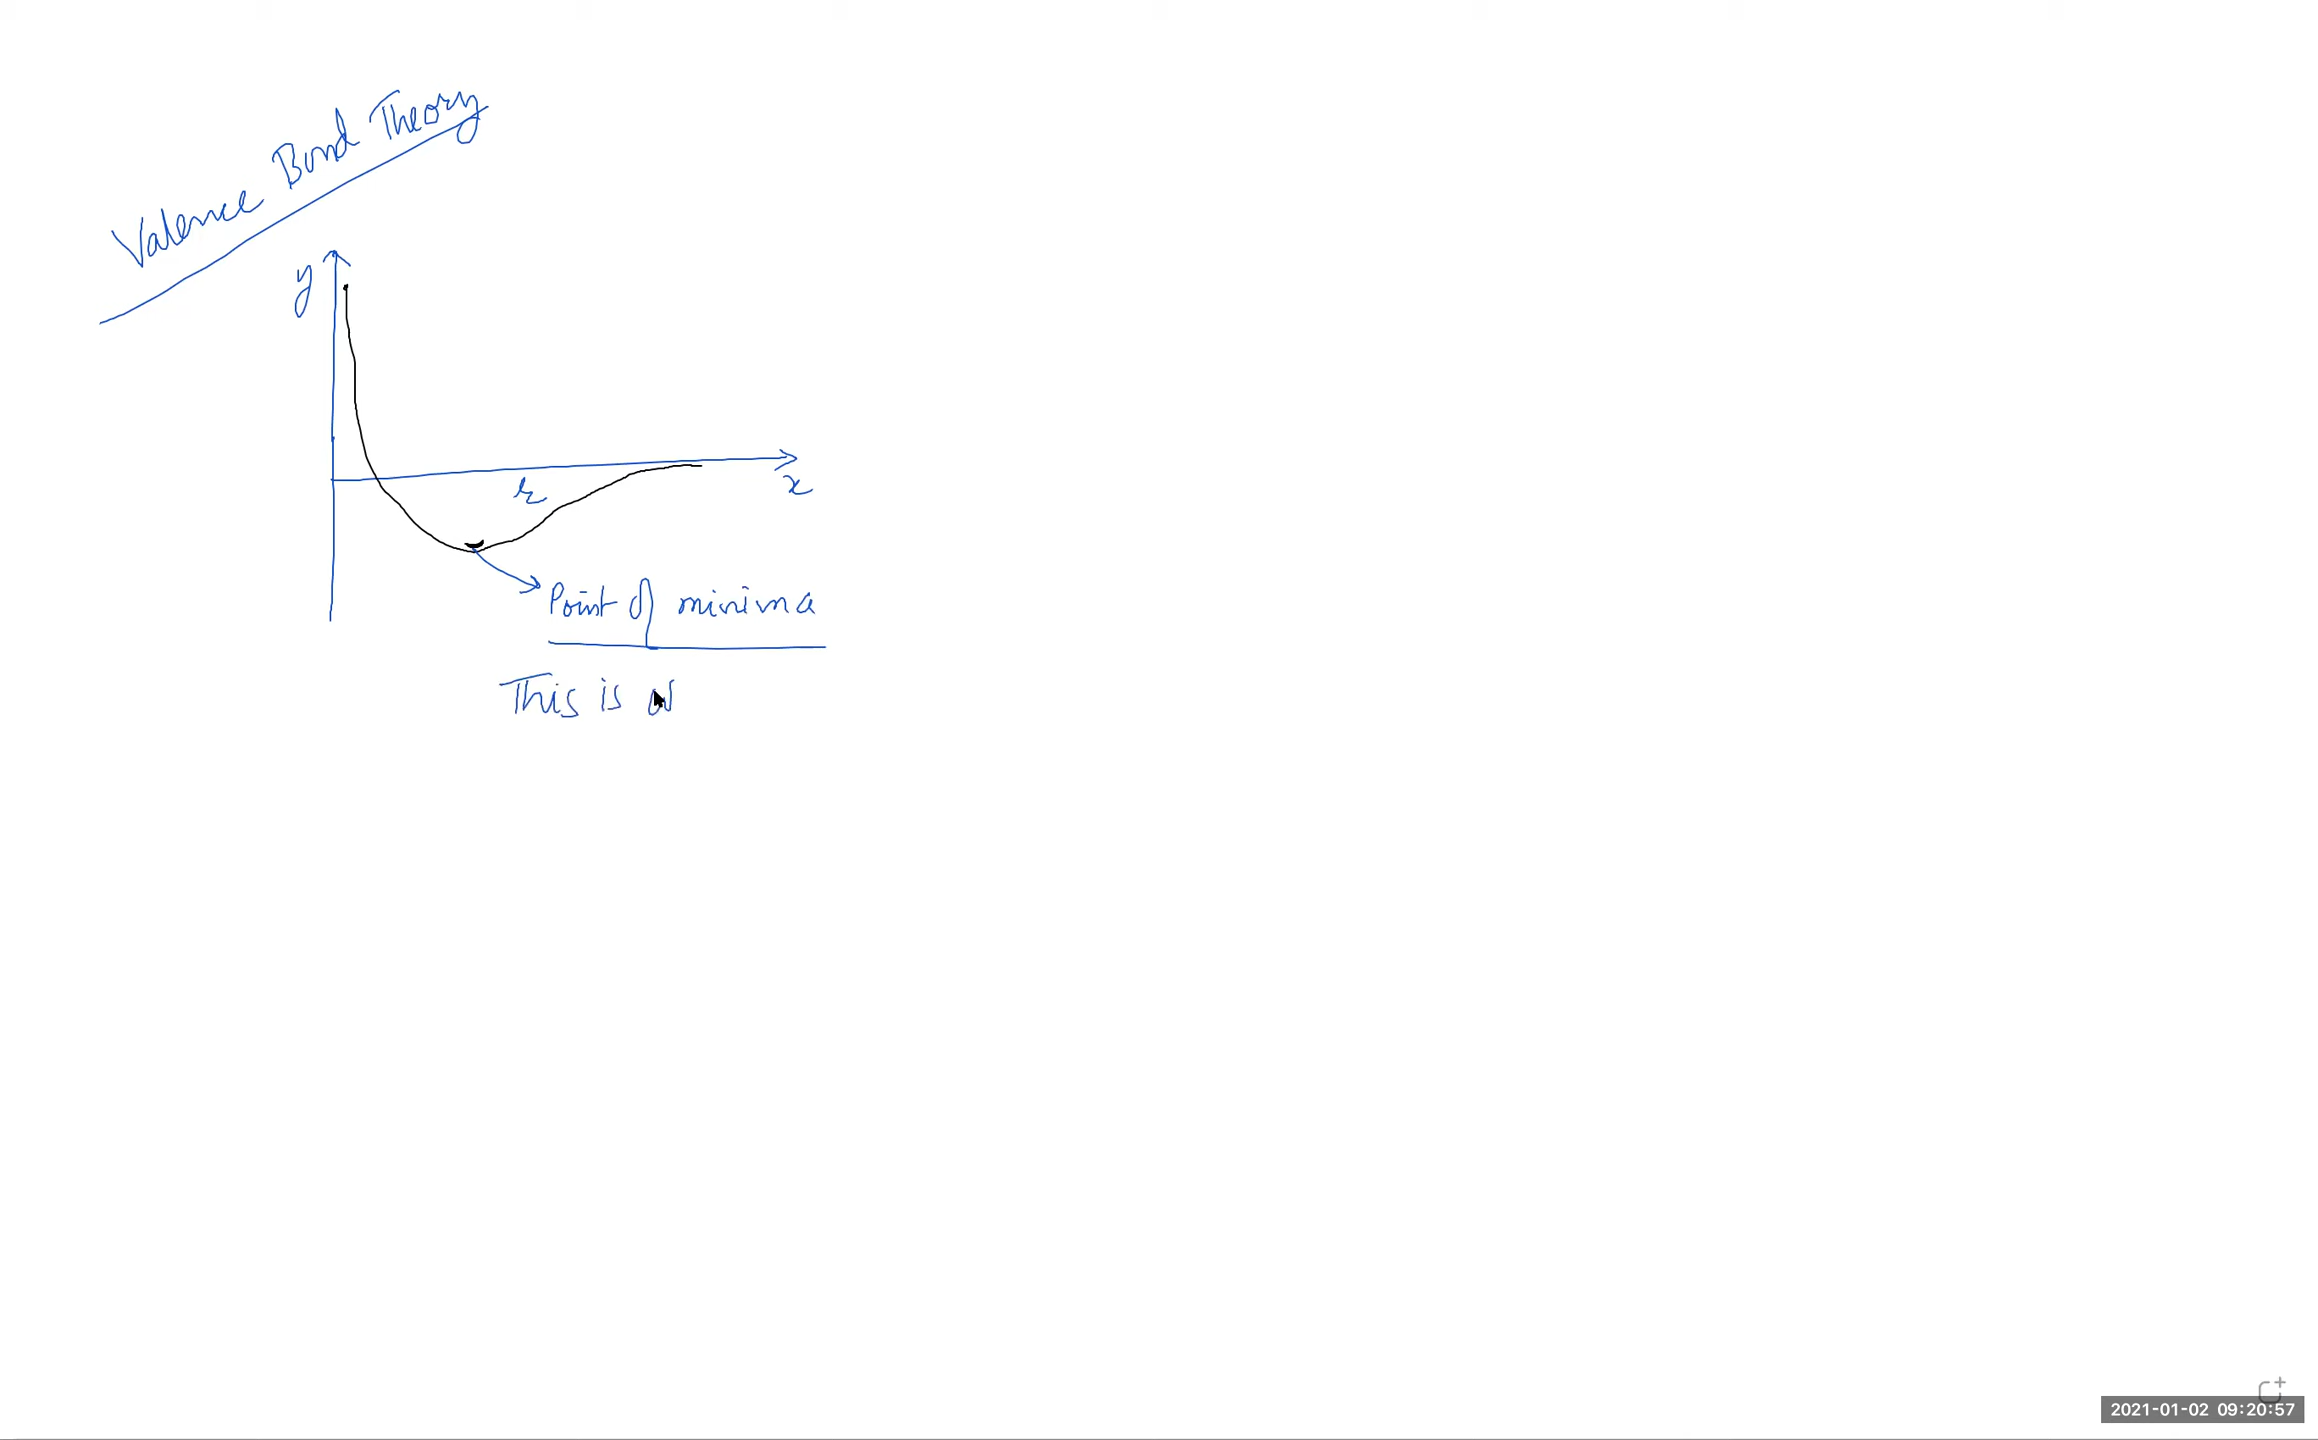 Valence Bond Theory
y
r
x
Point of minima
This is
2021-01-02 09:20:57